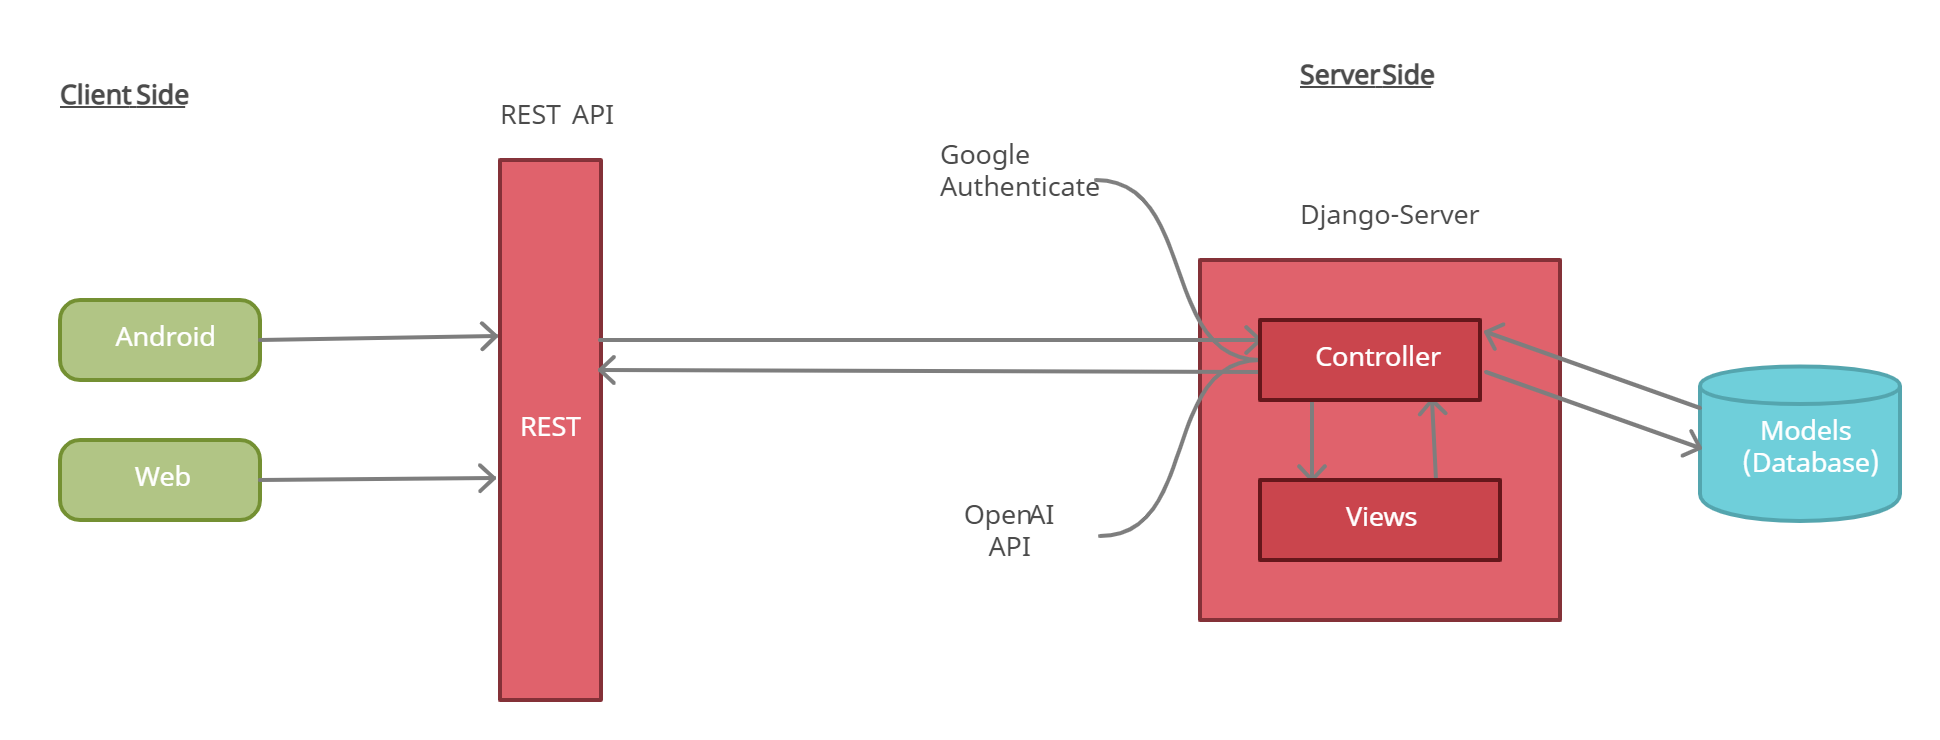 Client Side
Server Side
REST API
Google
Authenticate
Django-Server
Android
Controller
REST
Web
Models
(Database)
Views
OpenAI
API